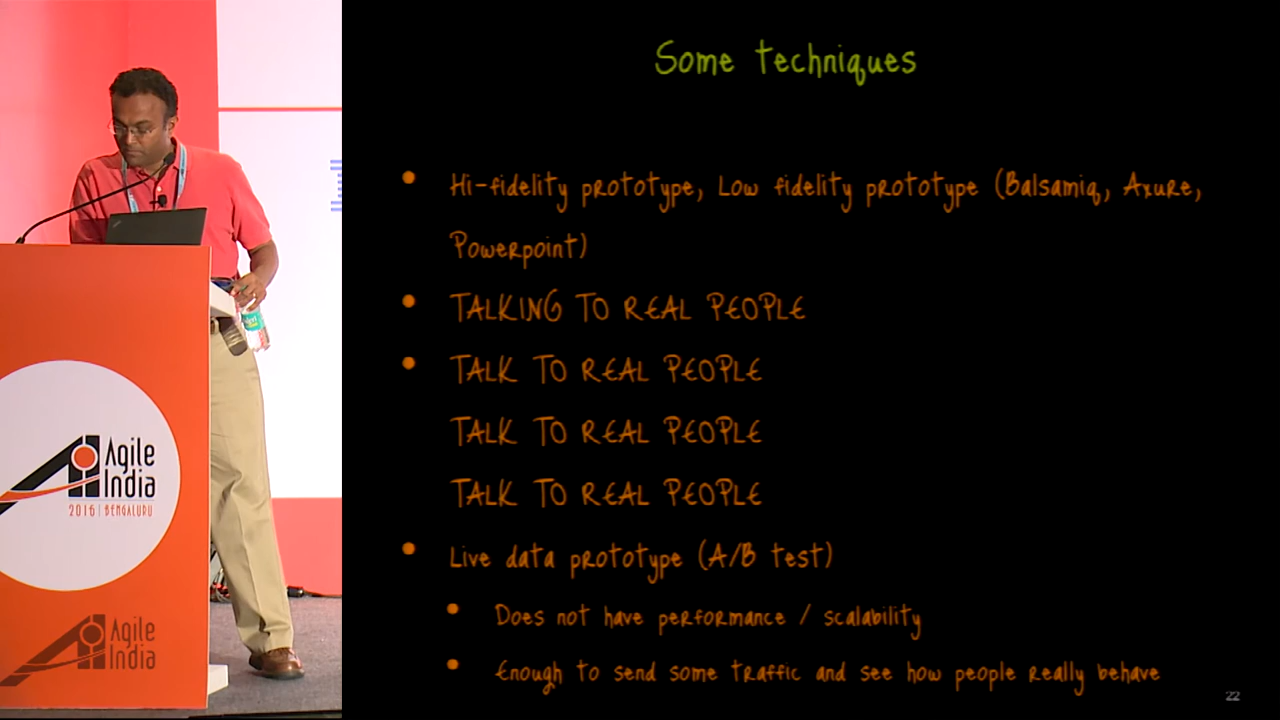 Some techniques
Hi-fidelity prototype, Low fidelity prototype (Balsamiq, Axure,
Powerpoint)
TALKING TO REAL PEOPLE
TALK TO REAL PEOPLE
TALK TO REAL PEOPLE
TALK TO REAL PEOPLE
Live data prototype (A/B test)
Does not have performance / scalability
Enough to send some traffic and see how people really behave
22
Agile
India
2016 | BENGALURU
Agile
India